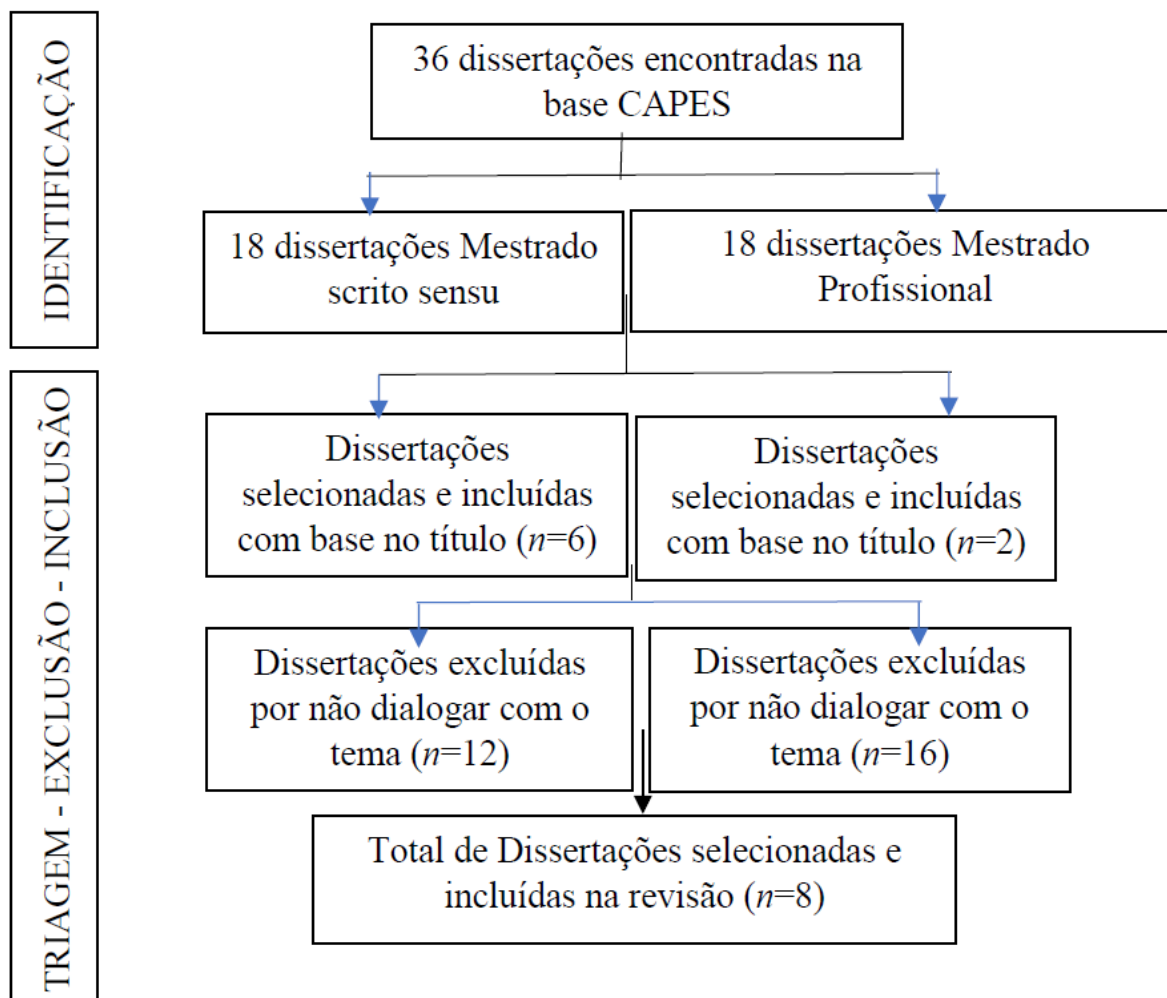 IDENTIFICAÇÃO
36 dissertações encontradas na
base CAPES
18 dissertações Mestrado
scrito sensu
18 dissertações Mestrado
Profissional
TRIAGEM - EXCLUSÃO - INCLUSÃO
Dissertações
selecionadas e incluídas
com base no título (n=6)
Dissertações
selecionadas e incluídas
com base no título (n=2)
Dissertações excluídas
por não dialogar com o
tema (n=12)
Dissertações excluídas
por não dialogar com o
tema (n=16)
Total de Dissertações selecionadas e
incluídas na revisão (n=8)